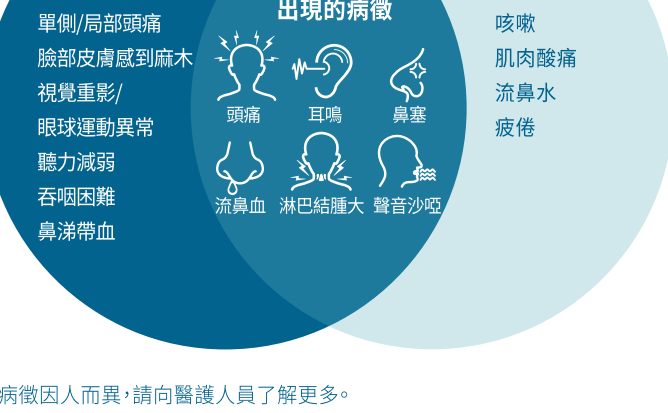 出現的病徵
單側/局部頭痛
臉部皮膚感到麻木
視覺重影/
眼球運動異常
聽力減弱
吞咽困難
鼻涕帶血
頭痛
耳鳴
鼻塞
流鼻血
淋巴結腫大
聲音沙啞
咳嗽
肌肉酸痛
流鼻水
疲倦
病徵因人而異，請向醫護人員了解更多。